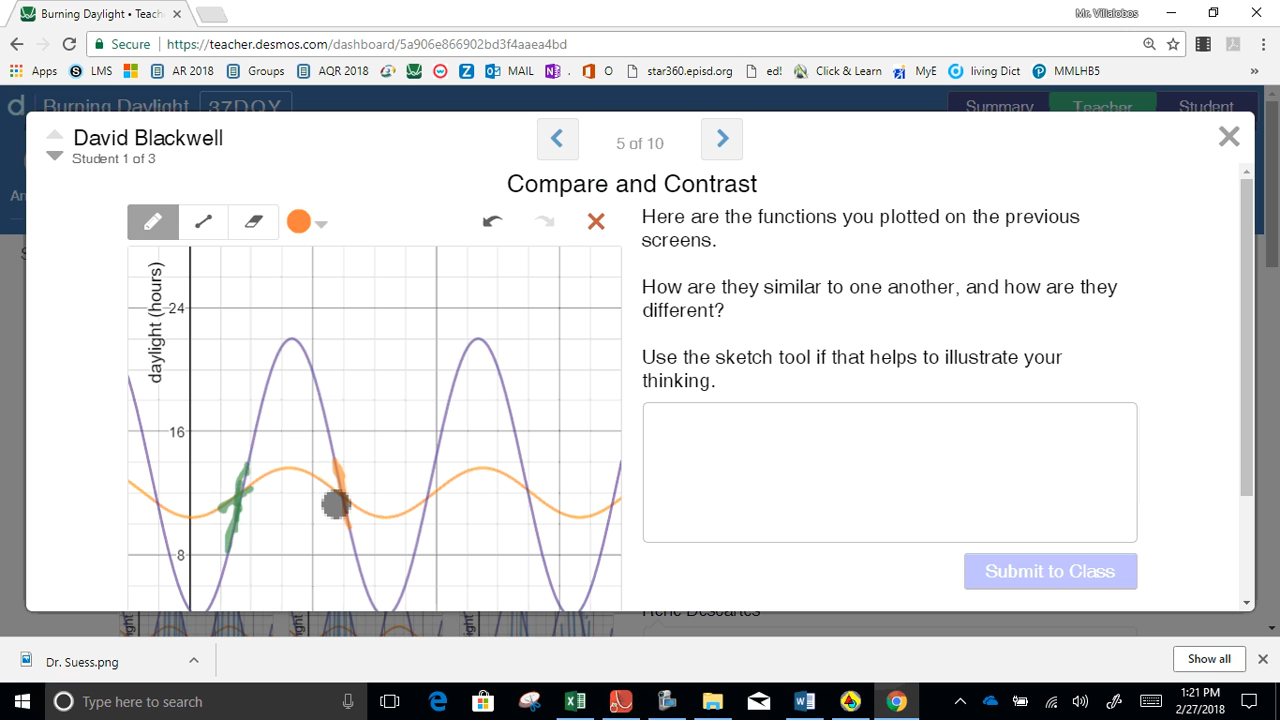 Burning Daylight • Teach
Mr. Villalobos
Secure
https://teacher.desmos.com/dashboard/5a906e866902bd3f4aaea4bd
Apps LMS AR 2018 Groups AQR 2018 MAIL . O star360.episd.org ed! Click & Learn MyE living Dict MMLHB5 »
Burning Daylight 37DQY Summary Teacher Student
David Blackwell
Student 1 of 3
5 of 10
Compare and Contrast
Here are the functions you plotted on the previous
screens.
How are they similar to one another, and how are they
different?
Use the sketch tool if that helps to illustrate your
thinking.
daylight (hours)
24
16
8
Submit to Class
René Descartes
Dr. Suess.png
Show all
Type here to search
1:21 PM
2/27/2018